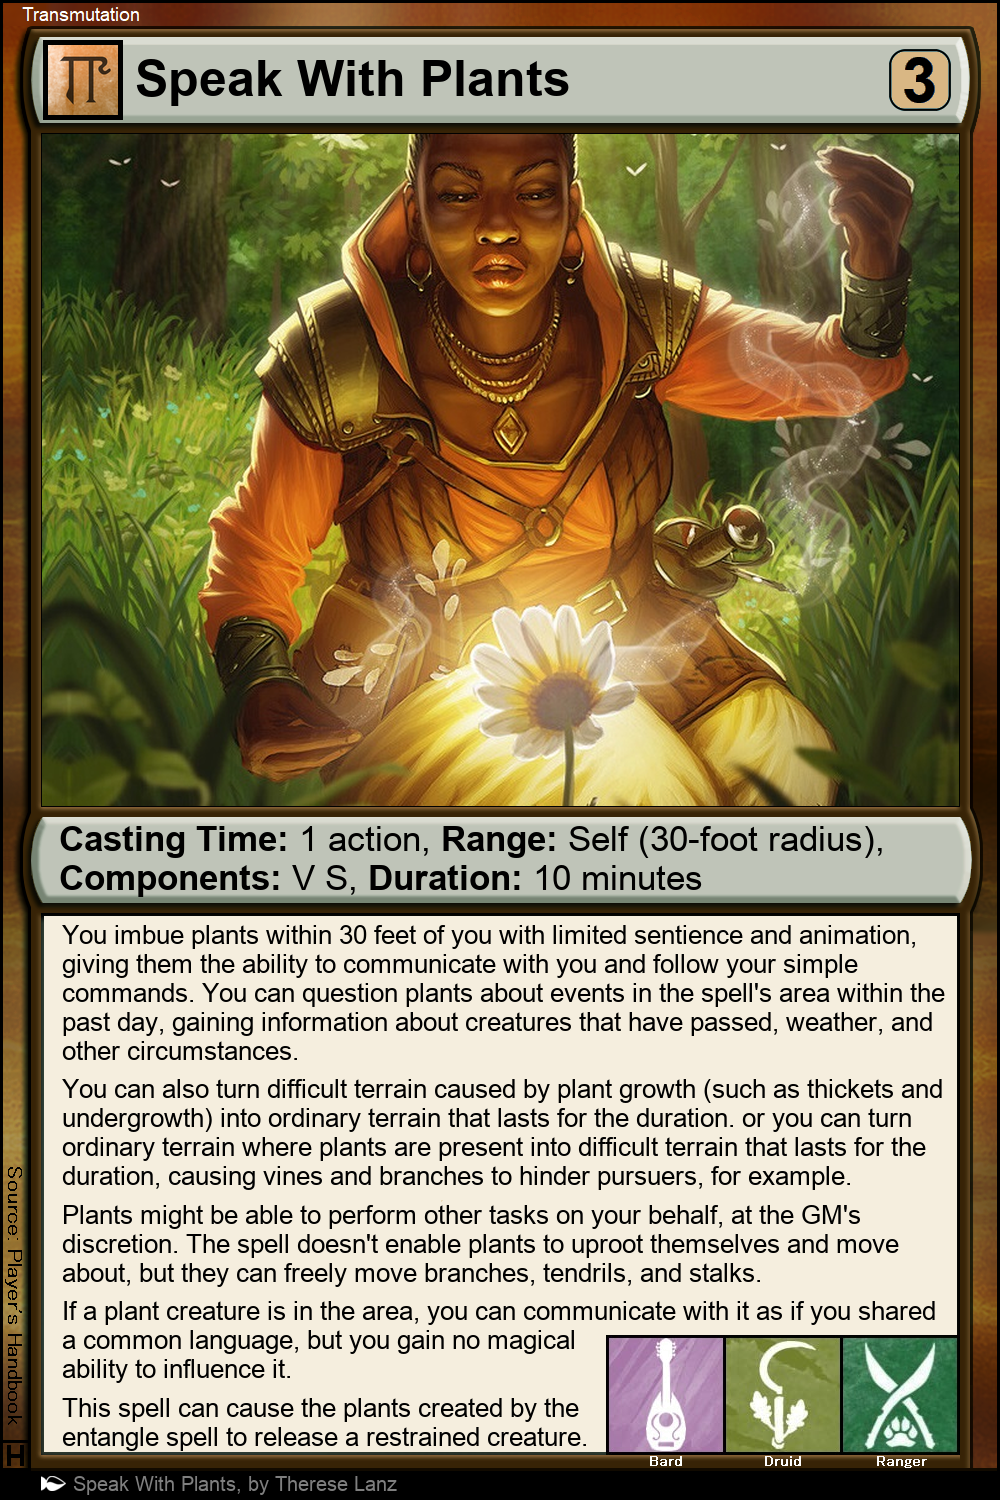 Transmutation
Speak With Plants
3
Casting Time: 1 action, Range: Self (30-foot radius),
Components: V S, Duration: 10 minutes
You imbue plants within 30 feet of you with limited sentience and animation,
giving them the ability to communicate with you and follow your simple
commands. You can question plants about events in the spell's area within the
past day, gaining information about creatures that have passed, weather, and
other circumstances.
You can also turn difficult terrain caused by plant growth (such as thickets and
undergrowth) into ordinary terrain that lasts for the duration. or you can turn
ordinary terrain where plants are present into difficult terrain that lasts for the
duration, causing vines and branches to hinder pursuers, for example.
Plants might be able to perform other tasks on your behalf, at the GM's
discretion. The spell doesn't enable plants to uproot themselves and move
about, but they can freely move branches, tendrils, and stalks.
If a plant creature is in the area, you can communicate with it as if you shared
a common language, but you gain no magical
ability to influence it.
This spell can cause the plants created by the
entangle spell to release a restrained creature.
Bard
Druid
Ranger
Source: Player's Handbook
H
Speak With Plants, by Therese Lanz